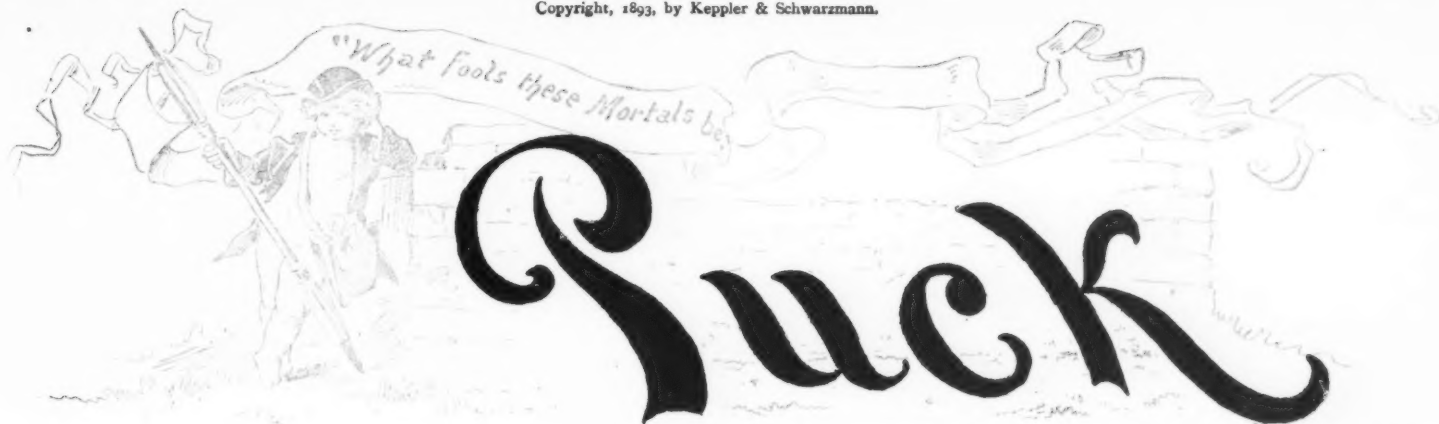 Copyright, 1893, by Keppler & Schwarzmann.
"What fools these Mortals be,
Puck